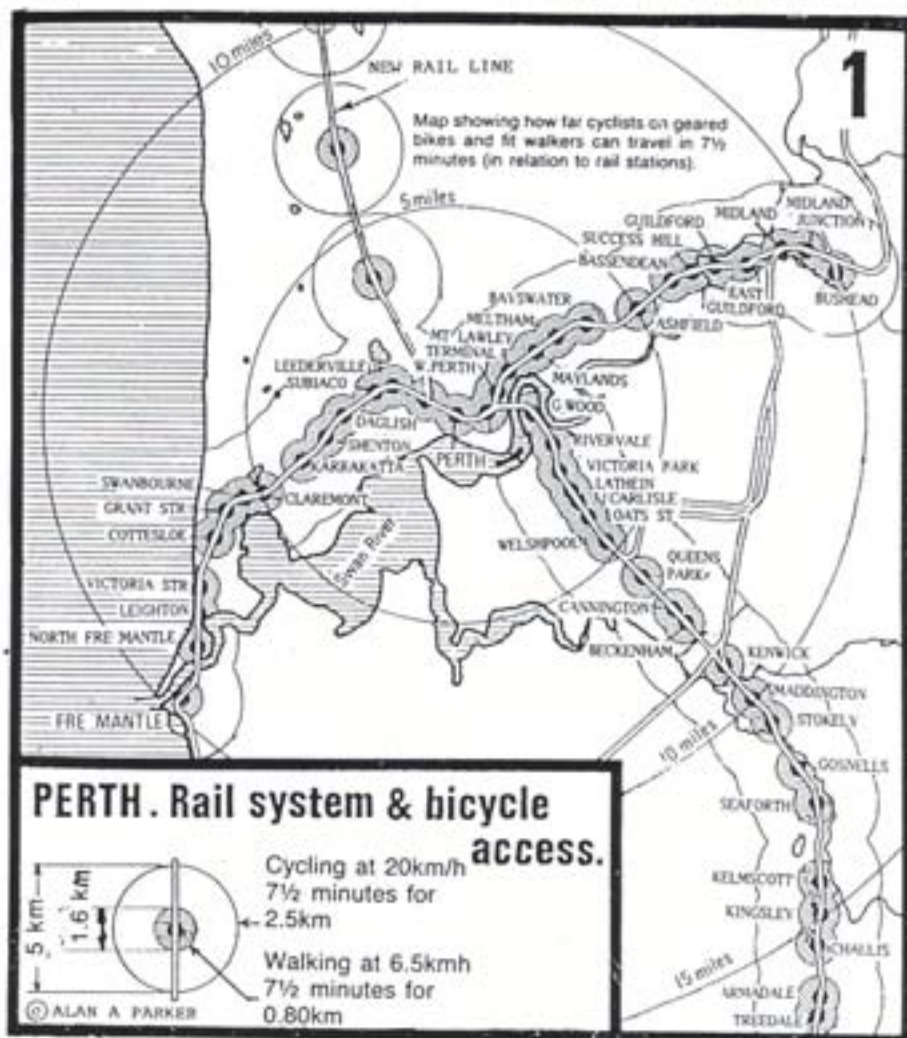 1
10 miles
NEW RAIL LINE
Map showing how far cyclists on geared
bikes and fit walkers can travel in 7½
minutes (in relation to rail stations).
5 miles
MIDLAND
JUNCTION
MIDLAND
GUILDFORD
SUCCESS HILL
BASSENDEAN
BUSHEAD
EAST
GUILDFORD
ASHFIELD
BAYSWATER
MELTHAM
MT LAWLEY
TERMINAL
W. PERTH
MAYLANDS
G.WOOD
LEEDERVILLE
SUBIACO
DAGLISH
SHENTON
KARRAKATTA
PERTH
RIVERVALE
VICTORIA PARK
LATHEIN
CARLISLE
OATS ST
WELSHPOOL
SWANBOURNE
GRANT STR
COTTESLOE
CLAREMONT
Swan River
QUEENS
PARK
CANNINGTON
BECKENHAM
KENWICK
VICTORIA STR
LEIGHTON
NORTH FRE MANTLE
FRE MANTLE
MADDINGTON
STOKELY
10 miles
GOSNELLS
SEAFORTH
KELMSCOTT
KINGSLEY
CHALLIS
15 miles
ARMADALE
TREEDALE
PERTH. Rail system & bicycle
access.
5 km
1.6 km
Cycling at 20km/h
7½ minutes for
2.5km
Walking at 6.5kmh
7½ minutes for
0.80km
© ALAN A PARKER